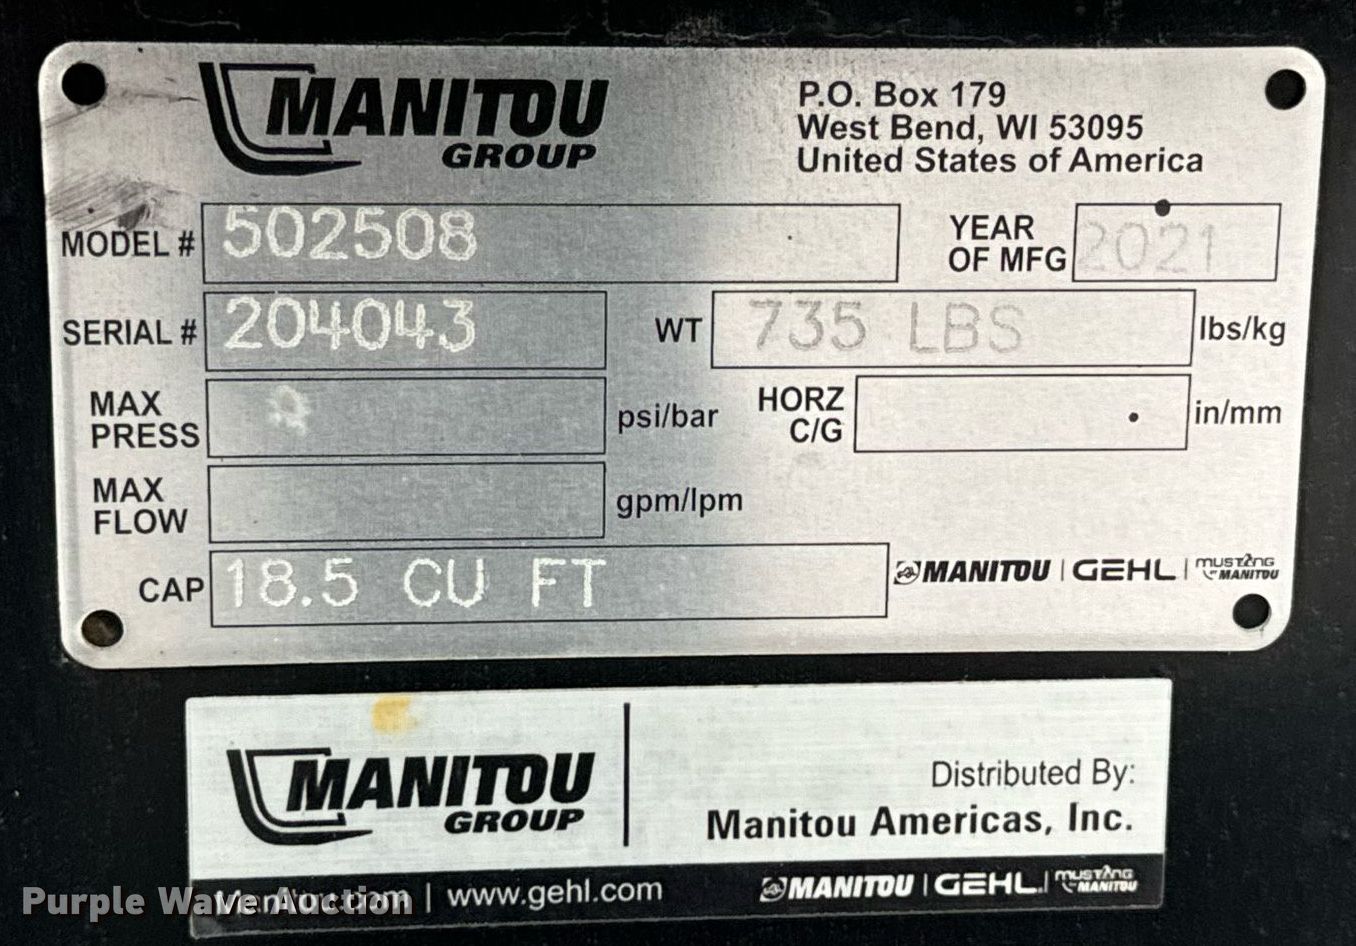 MANITOU
GROUP
P.O. Box 179
West Bend, WI 53095
United States of America
MODEL # 502508
YEAR
OF MFG 2021
SERIAL # 204043
WT 735 LBS lbs/kg
MAX
PRESS
psi/bar
HORZ
C/G
in/mm
MAX
FLOW
gpm/lpm
CAP 18.5 CU FT
MANITOU | GEHL | MUSTANG
BY MANITOU
MANITOU
GROUP
Distributed By:
Manitou Americas, Inc.
| www.gehl.com
MANITOU | GEHL | MUSTANG
BY MANITOU
Purple Wave Auction